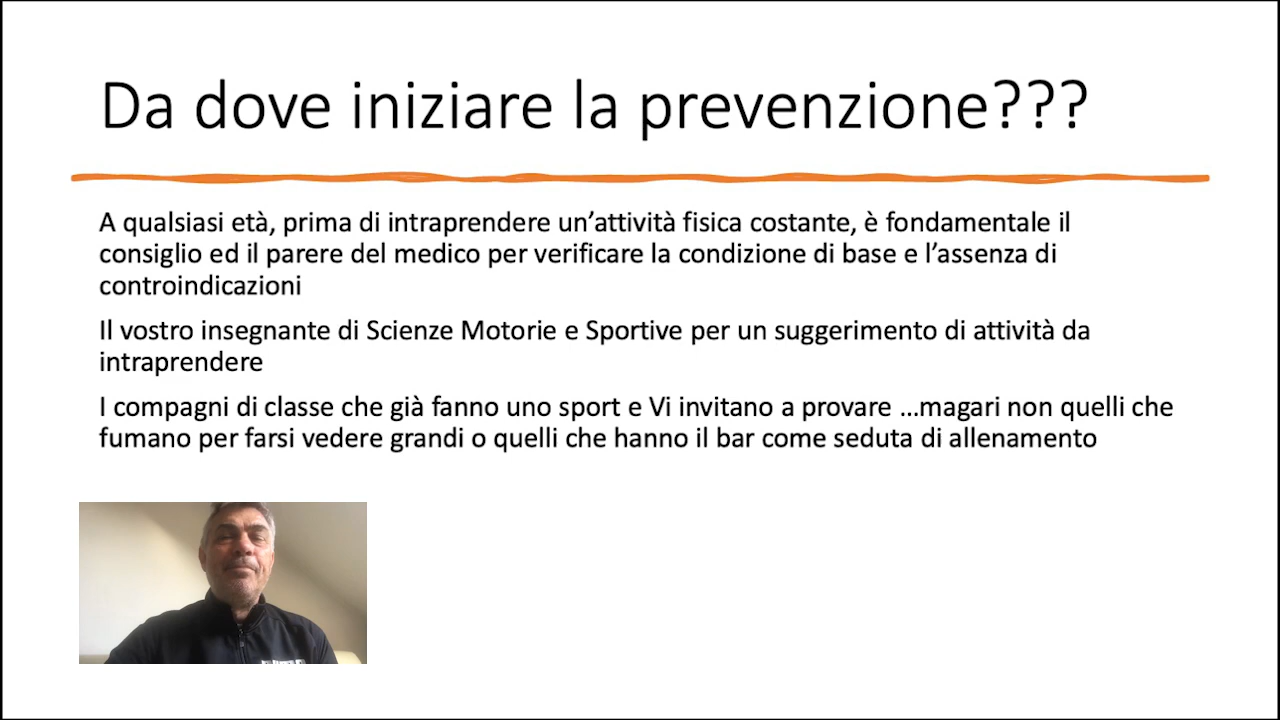 Da dove iniziare la prevenzione???
A qualsiasi età, prima di intraprendere un’attività fisica costante, è fondamentale il
consiglio ed il parere del medico per verificare la condizione di base e l’assenza di
controindicazioni
Il vostro insegnante di Scienze Motorie e Sportive per un suggerimento di attività da
intraprendere
I compagni di classe che già fanno uno sport e Vi invitano a provare …magari non quelli che
fumano per farsi vedere grandi o quelli che hanno il bar come seduta di allenamento